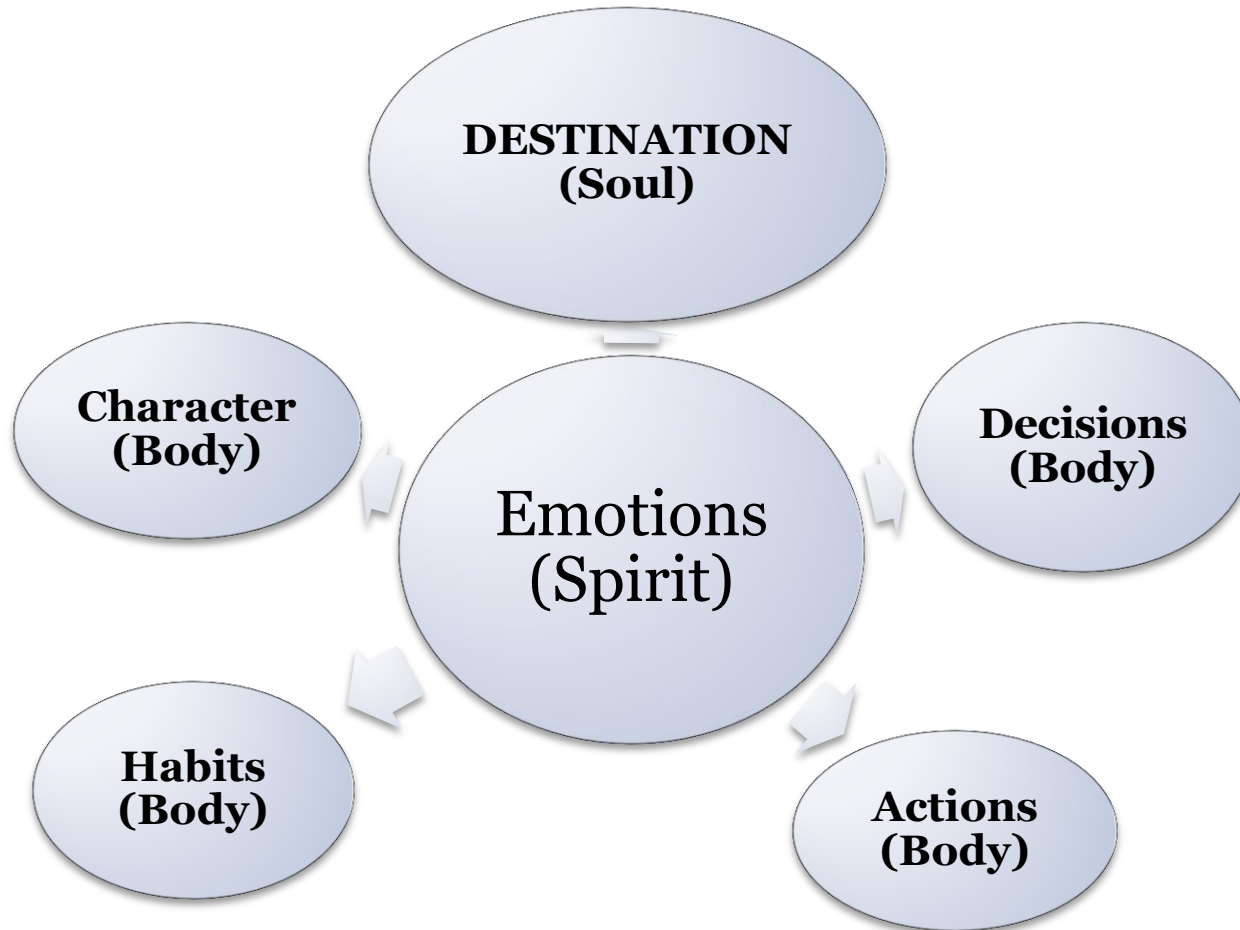 DESTINATION
(Soul)
Character
(Body)
Decisions
(Body)
Emotions
(Spirit)
Habits
(Body)
Actions
(Body)